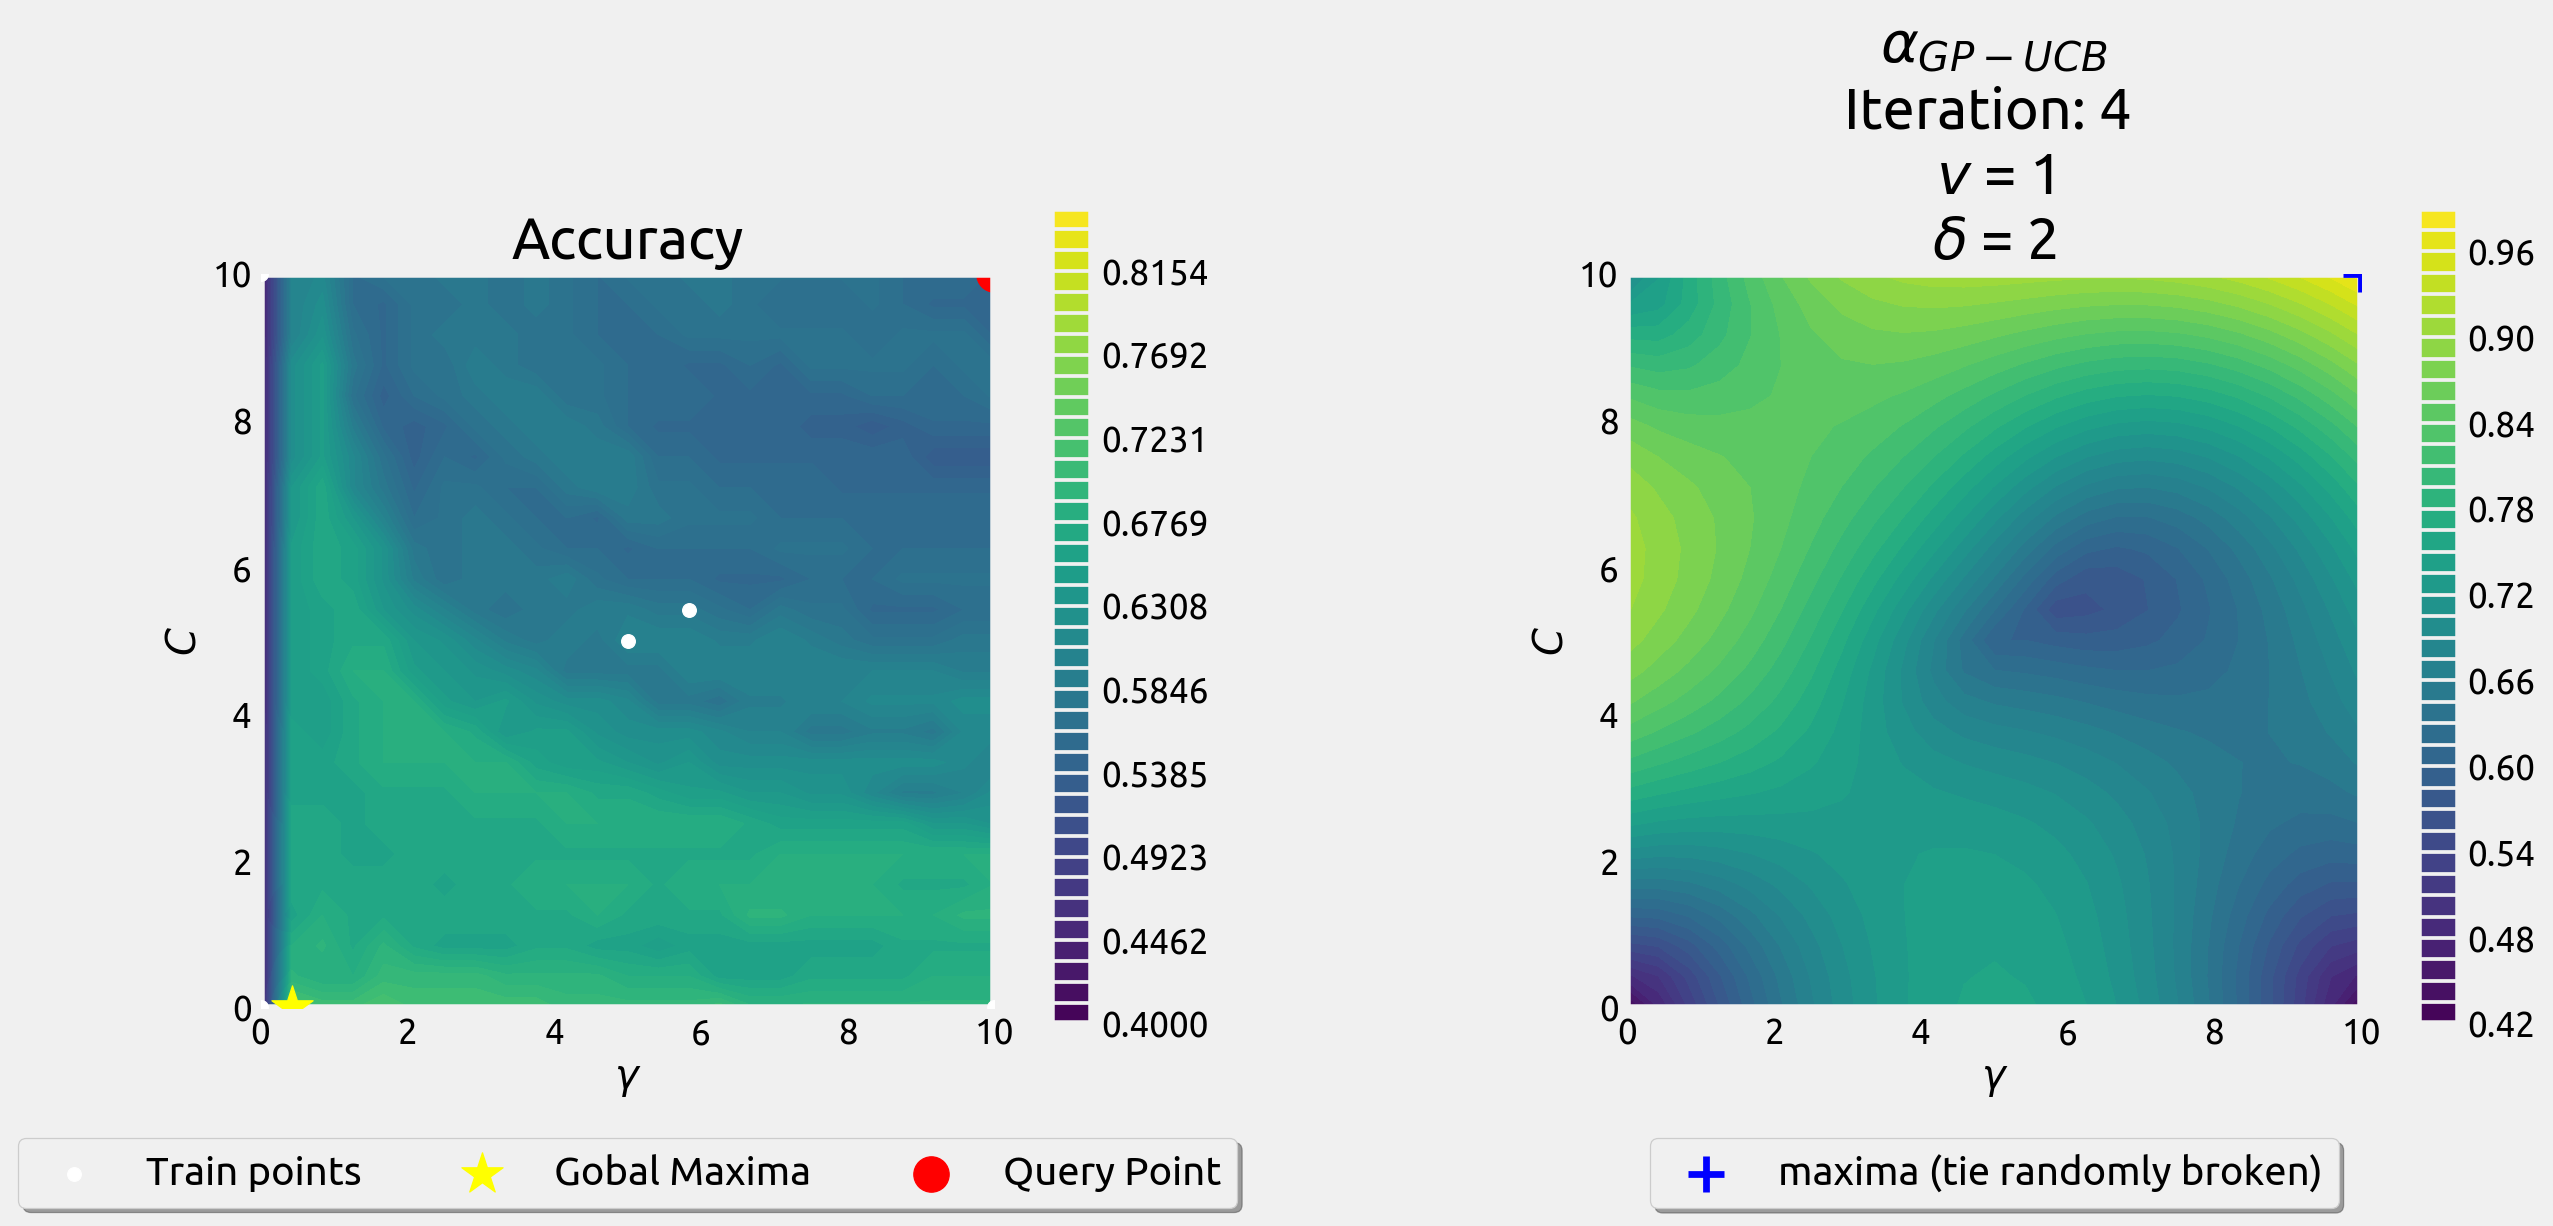 α_GP − UCB
Iteration: 4
ν = 1
δ = 2
Accuracy
10
8
6
4
2
0
C
0 2 4 6 8 10
γ
0.8154
0.7692
0.7231
0.6769
0.6308
0.5846
0.5385
0.4923
0.4462
0.4000
10
8
6
4
2
0
C
0 2 4 6 8 10
γ
0.96
0.90
0.84
0.78
0.72
0.66
0.60
0.54
0.48
0.42
Train points Gobal Maxima Query Point
maxima (tie randomly broken)